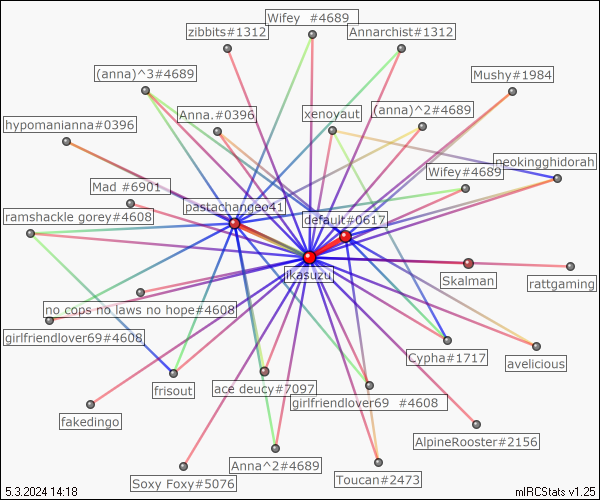 Wifey  #4689
zibbits#1312
Annarchist#1312
(anna)^3#4689
Mushy#1984
Anna.#0396
xenoyaut
(anna)^2#4689
hypomanianna#0396
neokingghidorah
Wifey#4689
Mad #6901
pastachangeo41
ramshackle gorey#4608
default#0617
ikasuzu
Skalman
rattgaming
no cops no laws no hope#4608
girlfriendlover69#4608
Cypha#1717
avelicious
frisout
ace deucy#7097
girlfriendlover69  #4608
fakedingo
AlpineRooster#2156
Anna^2#4689
Toucan#2473
Soxy Foxy#5076
5.3.2024 14:18
mIRCStats v1.25